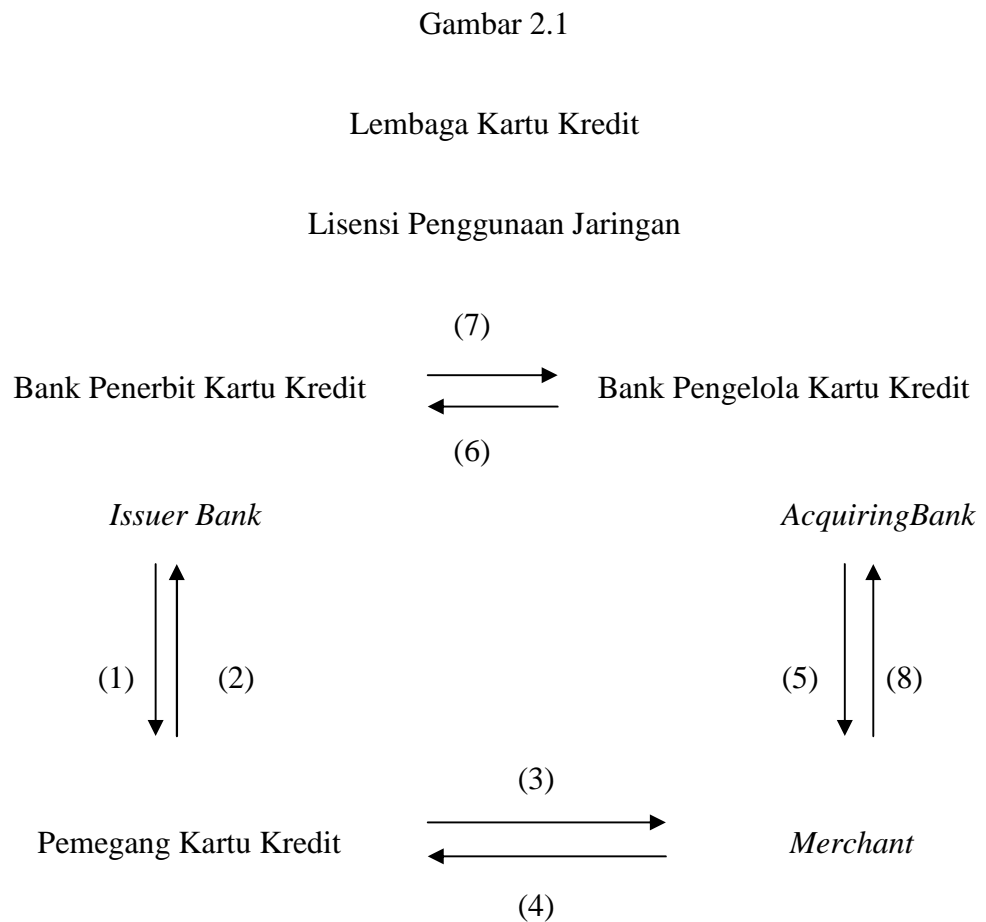 Gambar 2.1
Lembaga Kartu Kredit
Lisensi Penggunaan Jaringan
(7)
Bank Penerbit Kartu Kredit Bank Pengelola Kartu Kredit
(6)
Issuer Bank AcquiringBank
(1) (2) (5) (8)
(3)
Pemegang Kartu Kredit Merchant
(4)